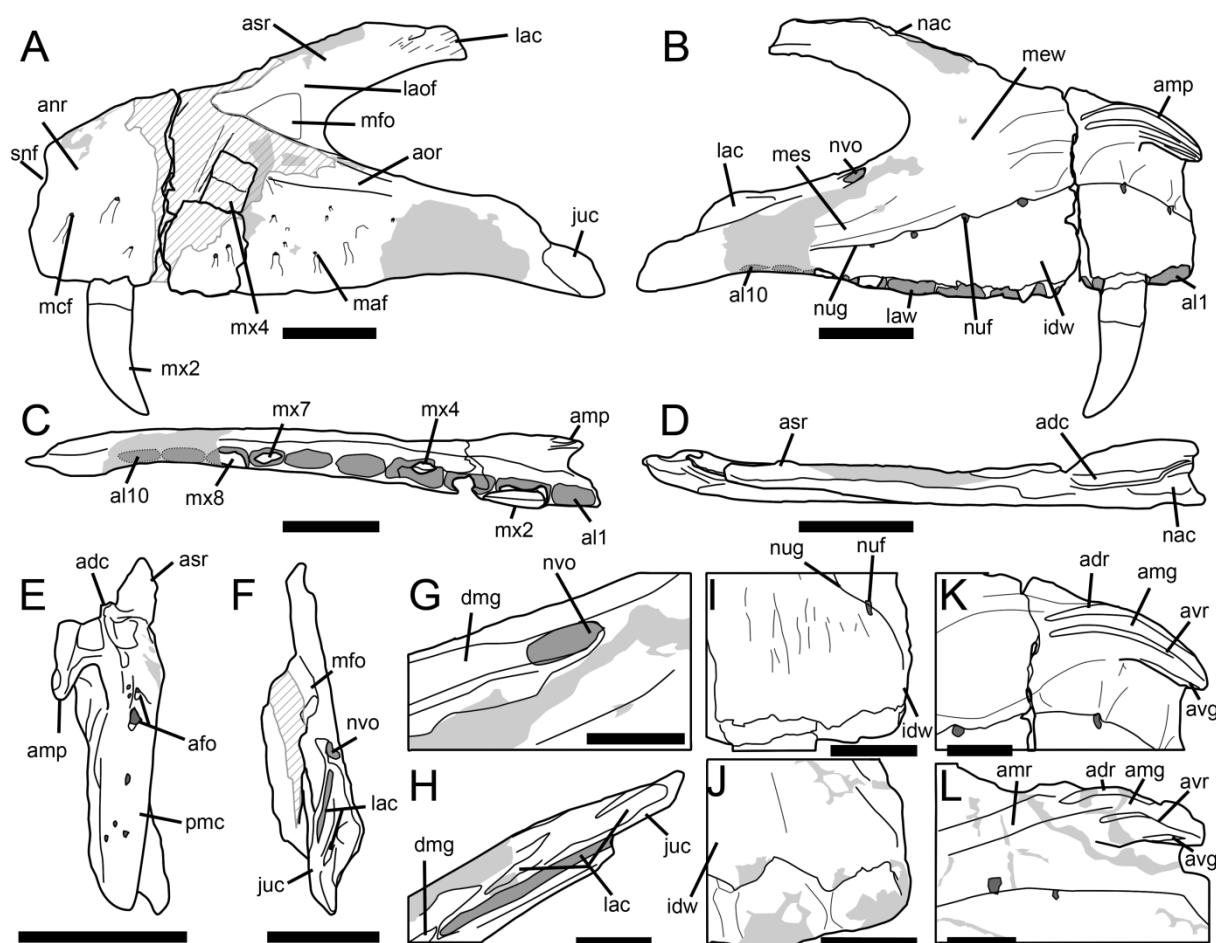 A
asr
lac
anr
snf
laof
mfo
aor
juc
mcf
mx2
mx4
maf
B
nac
mew
amp
lac
mes
nvo
al10
nug
law
nuf
idw
al1
C
mx7
mx4
amp
al10
mx8
mx2
al1
D
asr
adc
nac
E
adc
asr
amp
afo
pmc
F
mfo
nvo
lac
juc
G
nvo
dmg
H
dmg
lac
juc
I
nug
nuf
idw
J
idw
K
adr
amg
avr
avg
L
amr
adr
amg
avr
avg